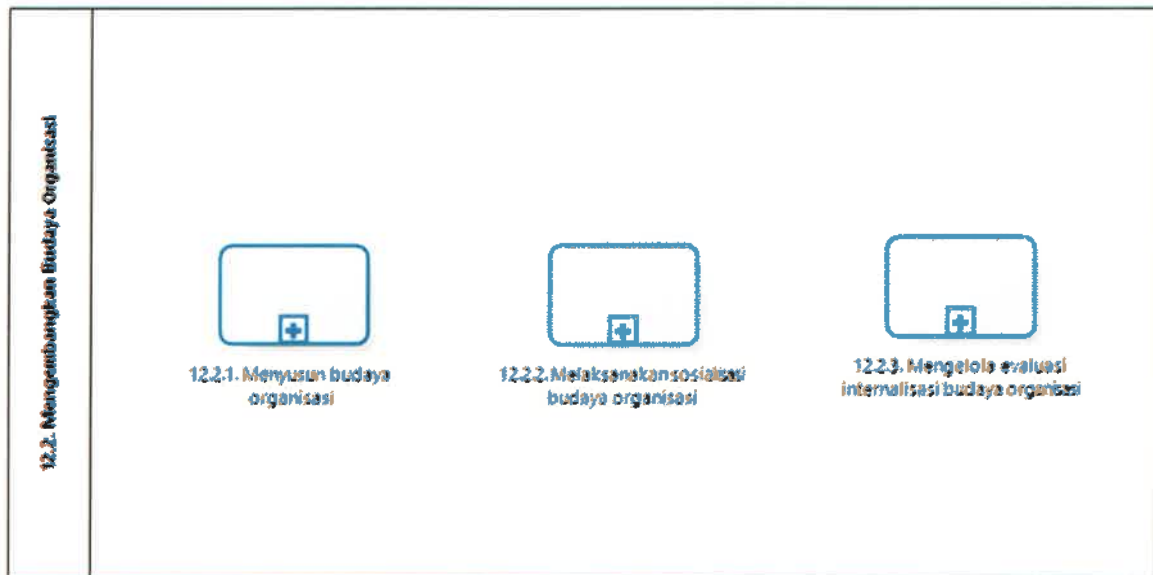 12.2. Mengembangkan Budaya Organisasi
12.2.1. Menyusun budaya
organisasi
12.2.2. Melaksanakan sosialisasi
budaya organisasi
12.2.3. Mengelola evaluasi
internalisasi budaya organisasi